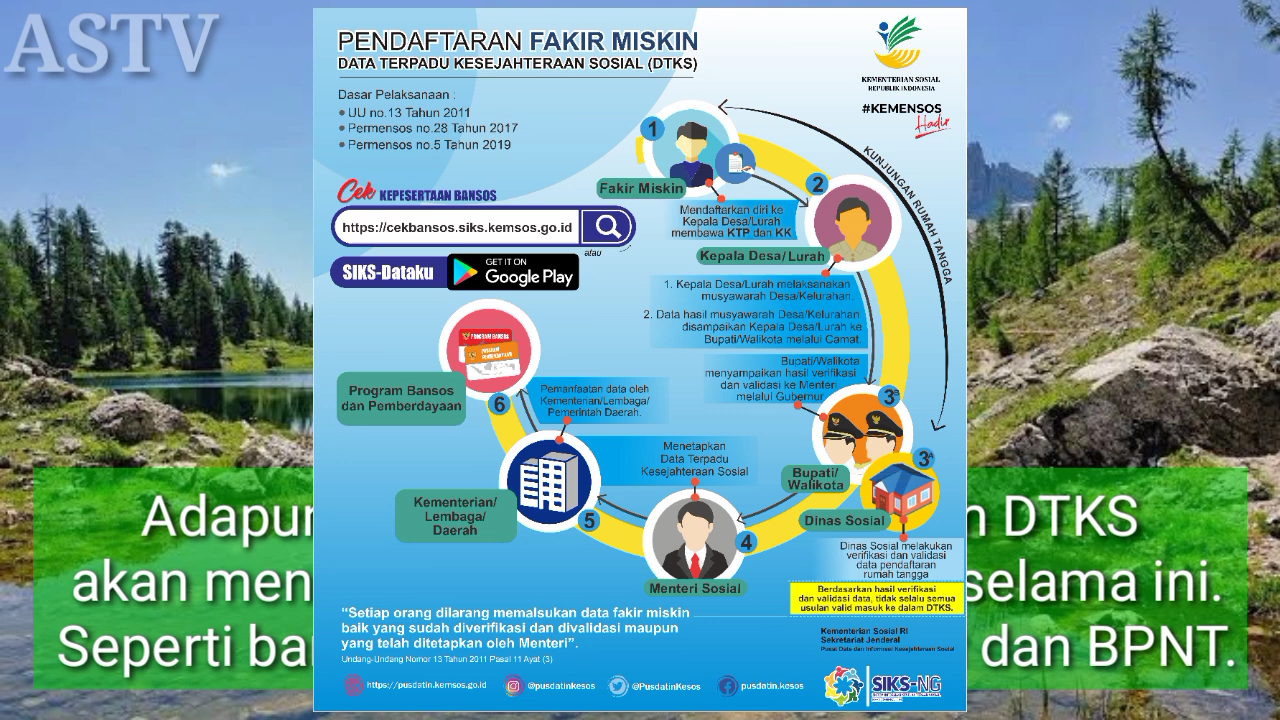 ASTV
PENDAFTARAN FAKIR MISKIN
DATA TERPADU KESEJAHTERAAN SOSIAL (DTKS)
Dasar Pelaksanaan :
UU no.13 Tahun 2011
Permensos no.28 Tahun 2017
Permensos no.5 Tahun 2019
KEMENTERIAN SOSIAL
REPUBLIK INDONESIA
#KEMENSOS
Hadir
Cek KEPESERTAAN BANSOS
https://cekbansos.siks.kemsos.go.id
atau
SIKS-Dataku
GET IT ON
Google Play
KUNJUNGAN RUMAH TANGGA
1
Fakir Miskin
Mendaftarkan diri ke
Kepala Desa/Lurah
membawa KTP dan KK
2
Kepala Desa/Lurah
1. Kepala Desa/Lurah melaksanakan
musyawarah Desa/Kelurahan.
2. Data hasil musyawarah Desa/Kelurahan
disampaikan Kepala Desa/Lurah ke
Bupati/Walikota melalui Camat.
Bupati/Walikota
menyampaikan hasil verifikasi
dan validasi ke Menteri
melalui Gubernur
3B
Bupati/
Walikota
3A
Dinas Sosial
Dinas Sosial melakukan
verifikasi dan validasi
data pendaftaran
rumah tangga
Berdasarkan hasil verifikasi
dan validasi data, tidak selalu semua
usulan valid masuk ke dalam DTKS.
Menetapkan
Data Terpadu
Kesejahteraan Sosial
4
Menteri Sosial
5
Kementerian/
Lembaga/
Daerah
Pemanfaatan data oleh
Kementerian/Lembaga/
Pemerintah Daerah.
6
PROGRAM BANSOS
Program Bansos
dan Pemberdayaan
"Setiap orang dilarang memalsukan data fakir miskin
baik yang sudah diverifikasi dan divalidasi maupun
yang telah ditetapkan oleh Menteri".
Undang-Undang Nomor 13 Tahun 2011 Pasal 11 Ayat (3)
Kementerian Sosial RI
Sekretariat Jenderal
Pusat Data dan Informasi Kesejahteraan Sosial
https://pusdatin.kemsos.go.id
@pusdatinkesos
@PusdatinKesos
pusdatin.kesos
SIKS-NG
Adapu DTKS
akan men selama ini.
Seperti ba dan BPNT.